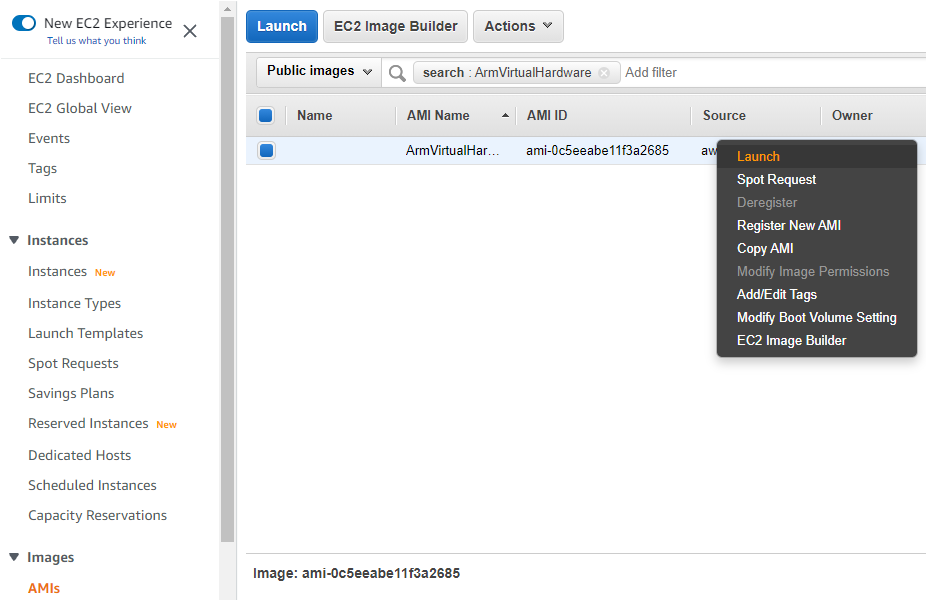 New EC2 Experience
Tell us what you think
EC2 Dashboard
EC2 Global View
Events
Tags
Limits
Instances
Instances New
Instance Types
Launch Templates
Spot Requests
Savings Plans
Reserved Instances New
Dedicated Hosts
Scheduled Instances
Capacity Reservations
Images
AMIs
Launch EC2 Image Builder Actions
Public images search : ArmVirtualHardware Add filter
Name AMI Name AMI ID Source Owner
ArmVirtualHar... ami-0c5eeabe11f3a2685 aw
Launch
Spot Request
Deregister
Register New AMI
Copy AMI
Modify Image Permissions
Add/Edit Tags
Modify Boot Volume Setting
EC2 Image Builder
Image: ami-0c5eeabe11f3a2685